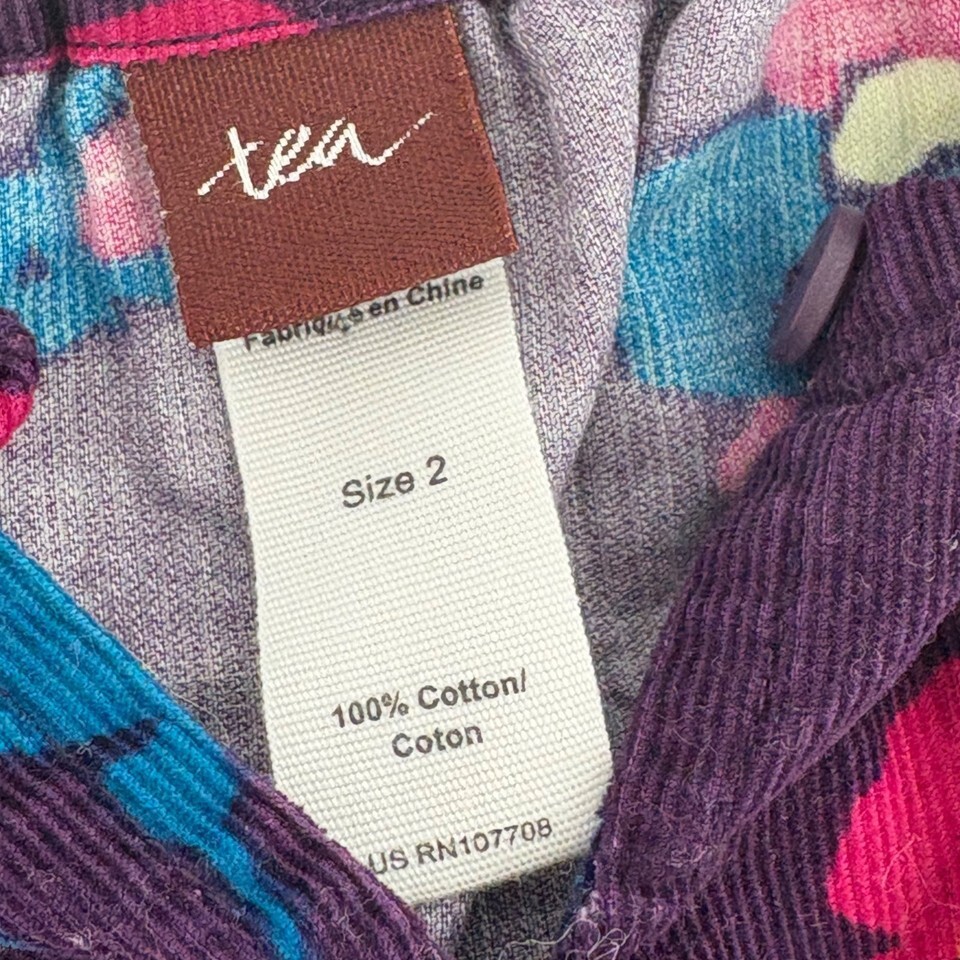 tea
Fabriqué en Chine
Size 2
100% Cotton/
Coton
US RN107708